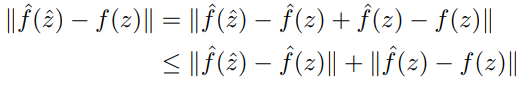 ‖f̂(ẑ) − f(z)‖ = ‖f̂(ẑ) − f̂(z) + f̂(z) − f(z)‖
≤ ‖f̂(ẑ) − f̂(z)‖ + ‖f̂(z) − f(z)‖